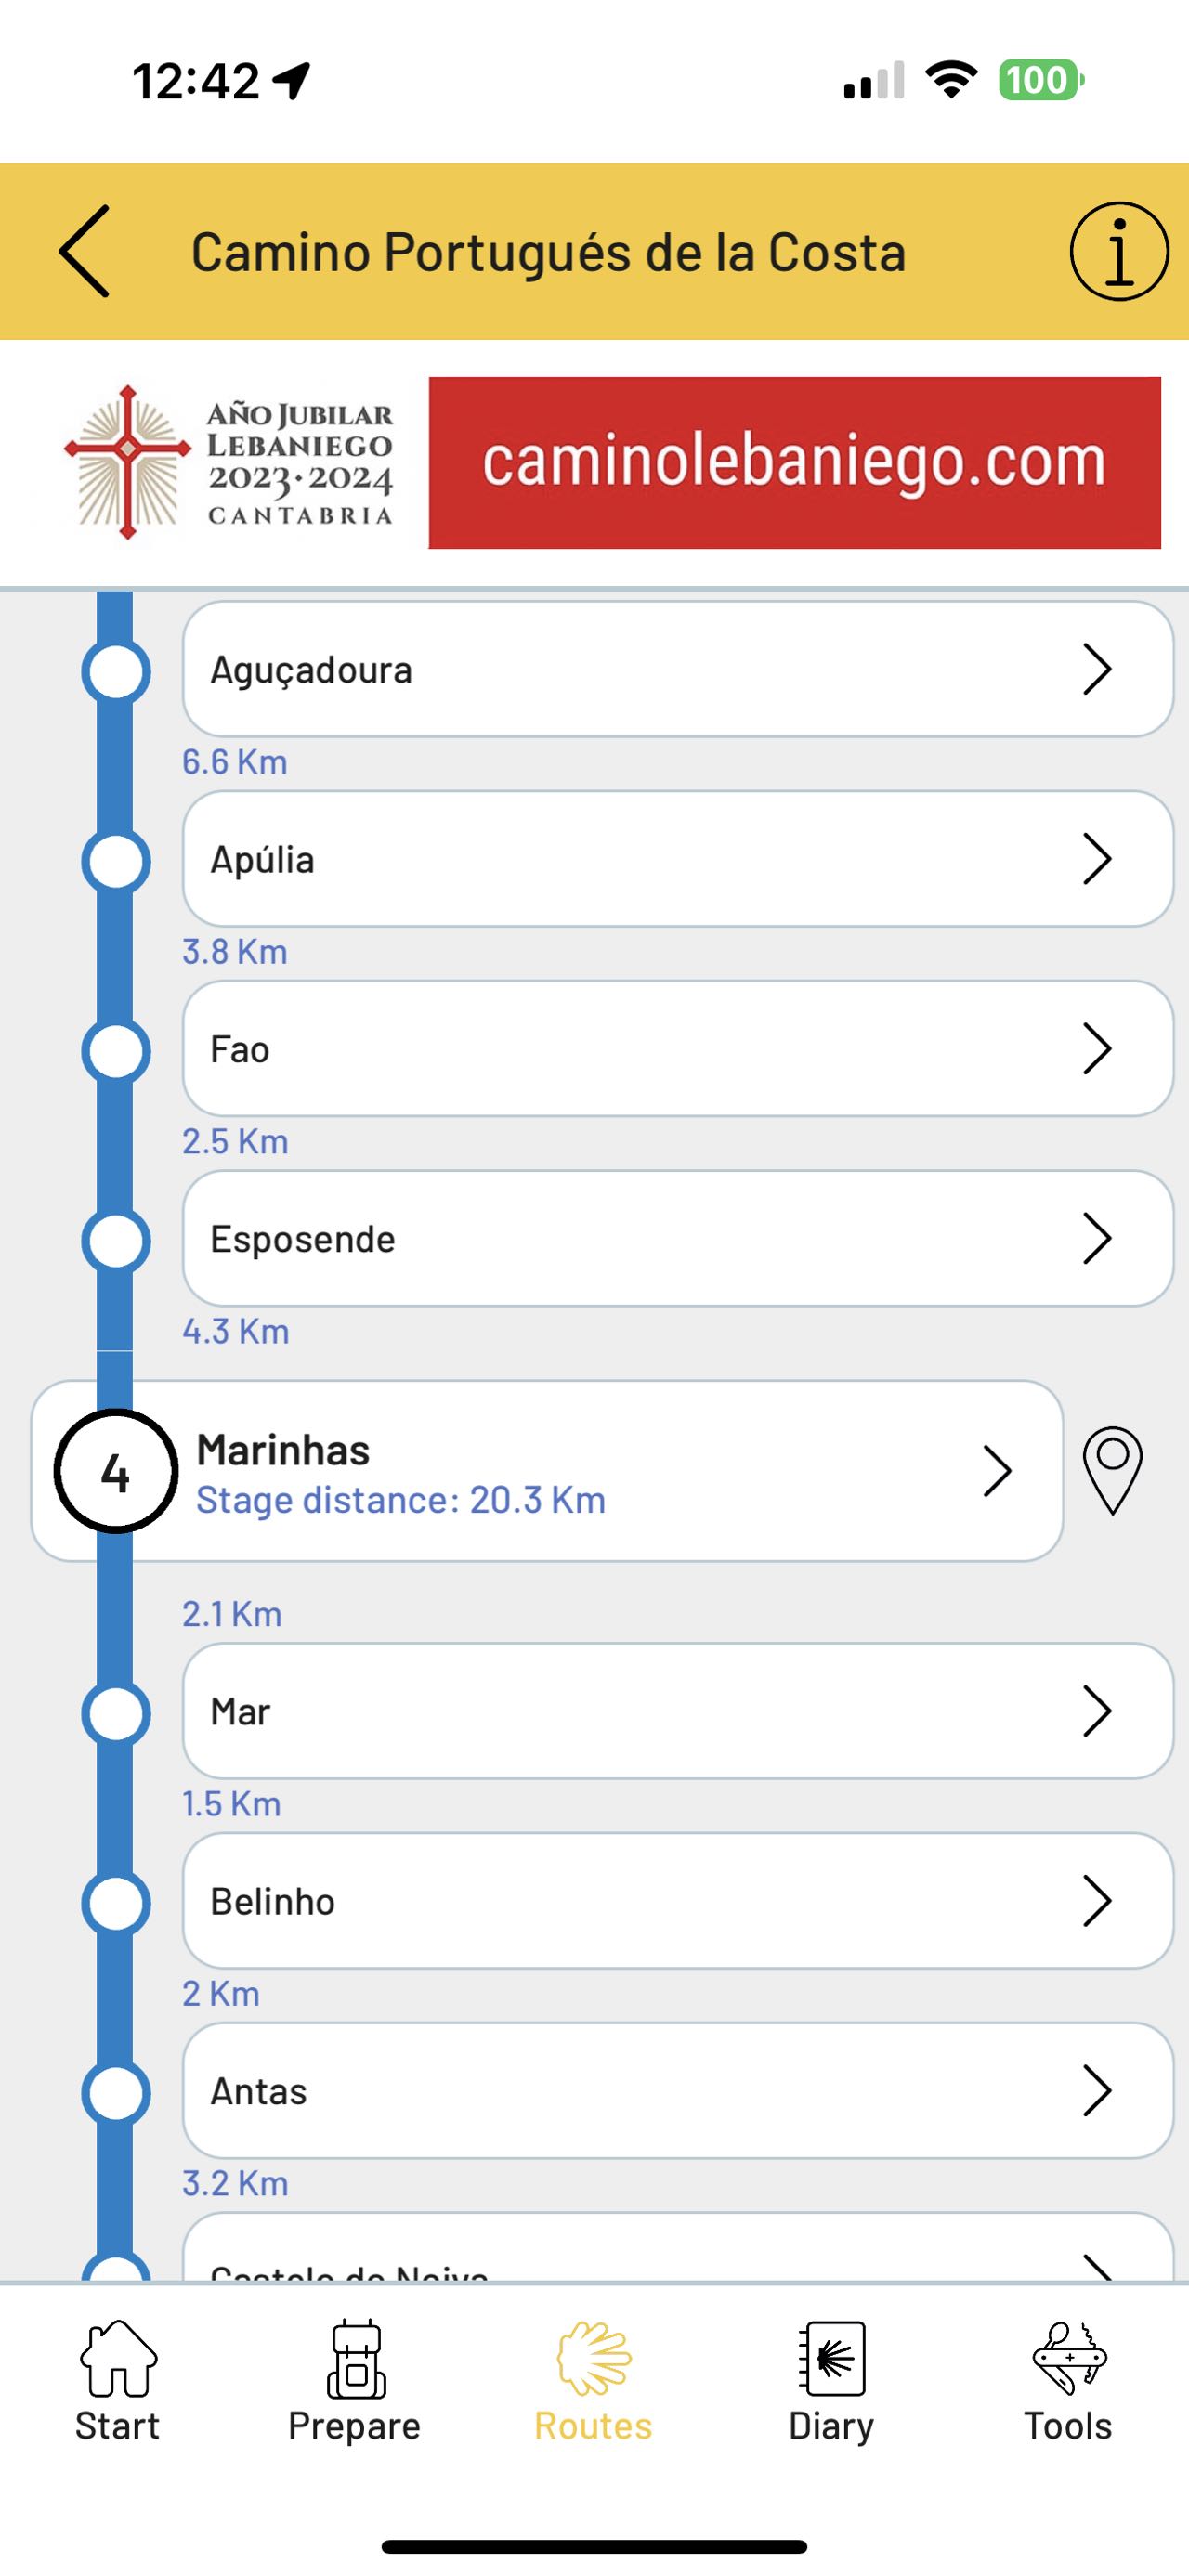 12:42
100
Camino Portugués de la Costa
i
AÑO JUBILAR
LEBANIEGO
2023·2024
CANTABRIA
caminolebaniego.com
Aguçadoura
6.6 Km
Apúlia
3.8 Km
Fao
2.5 Km
Esposende
4.3 Km
4
Marinhas
Stage distance: 20.3 Km
2.1 Km
Mar
1.5 Km
Belinho
2 Km
Antas
3.2 Km
Castelo do Neiva
Start
Prepare
Routes
Diary
Tools